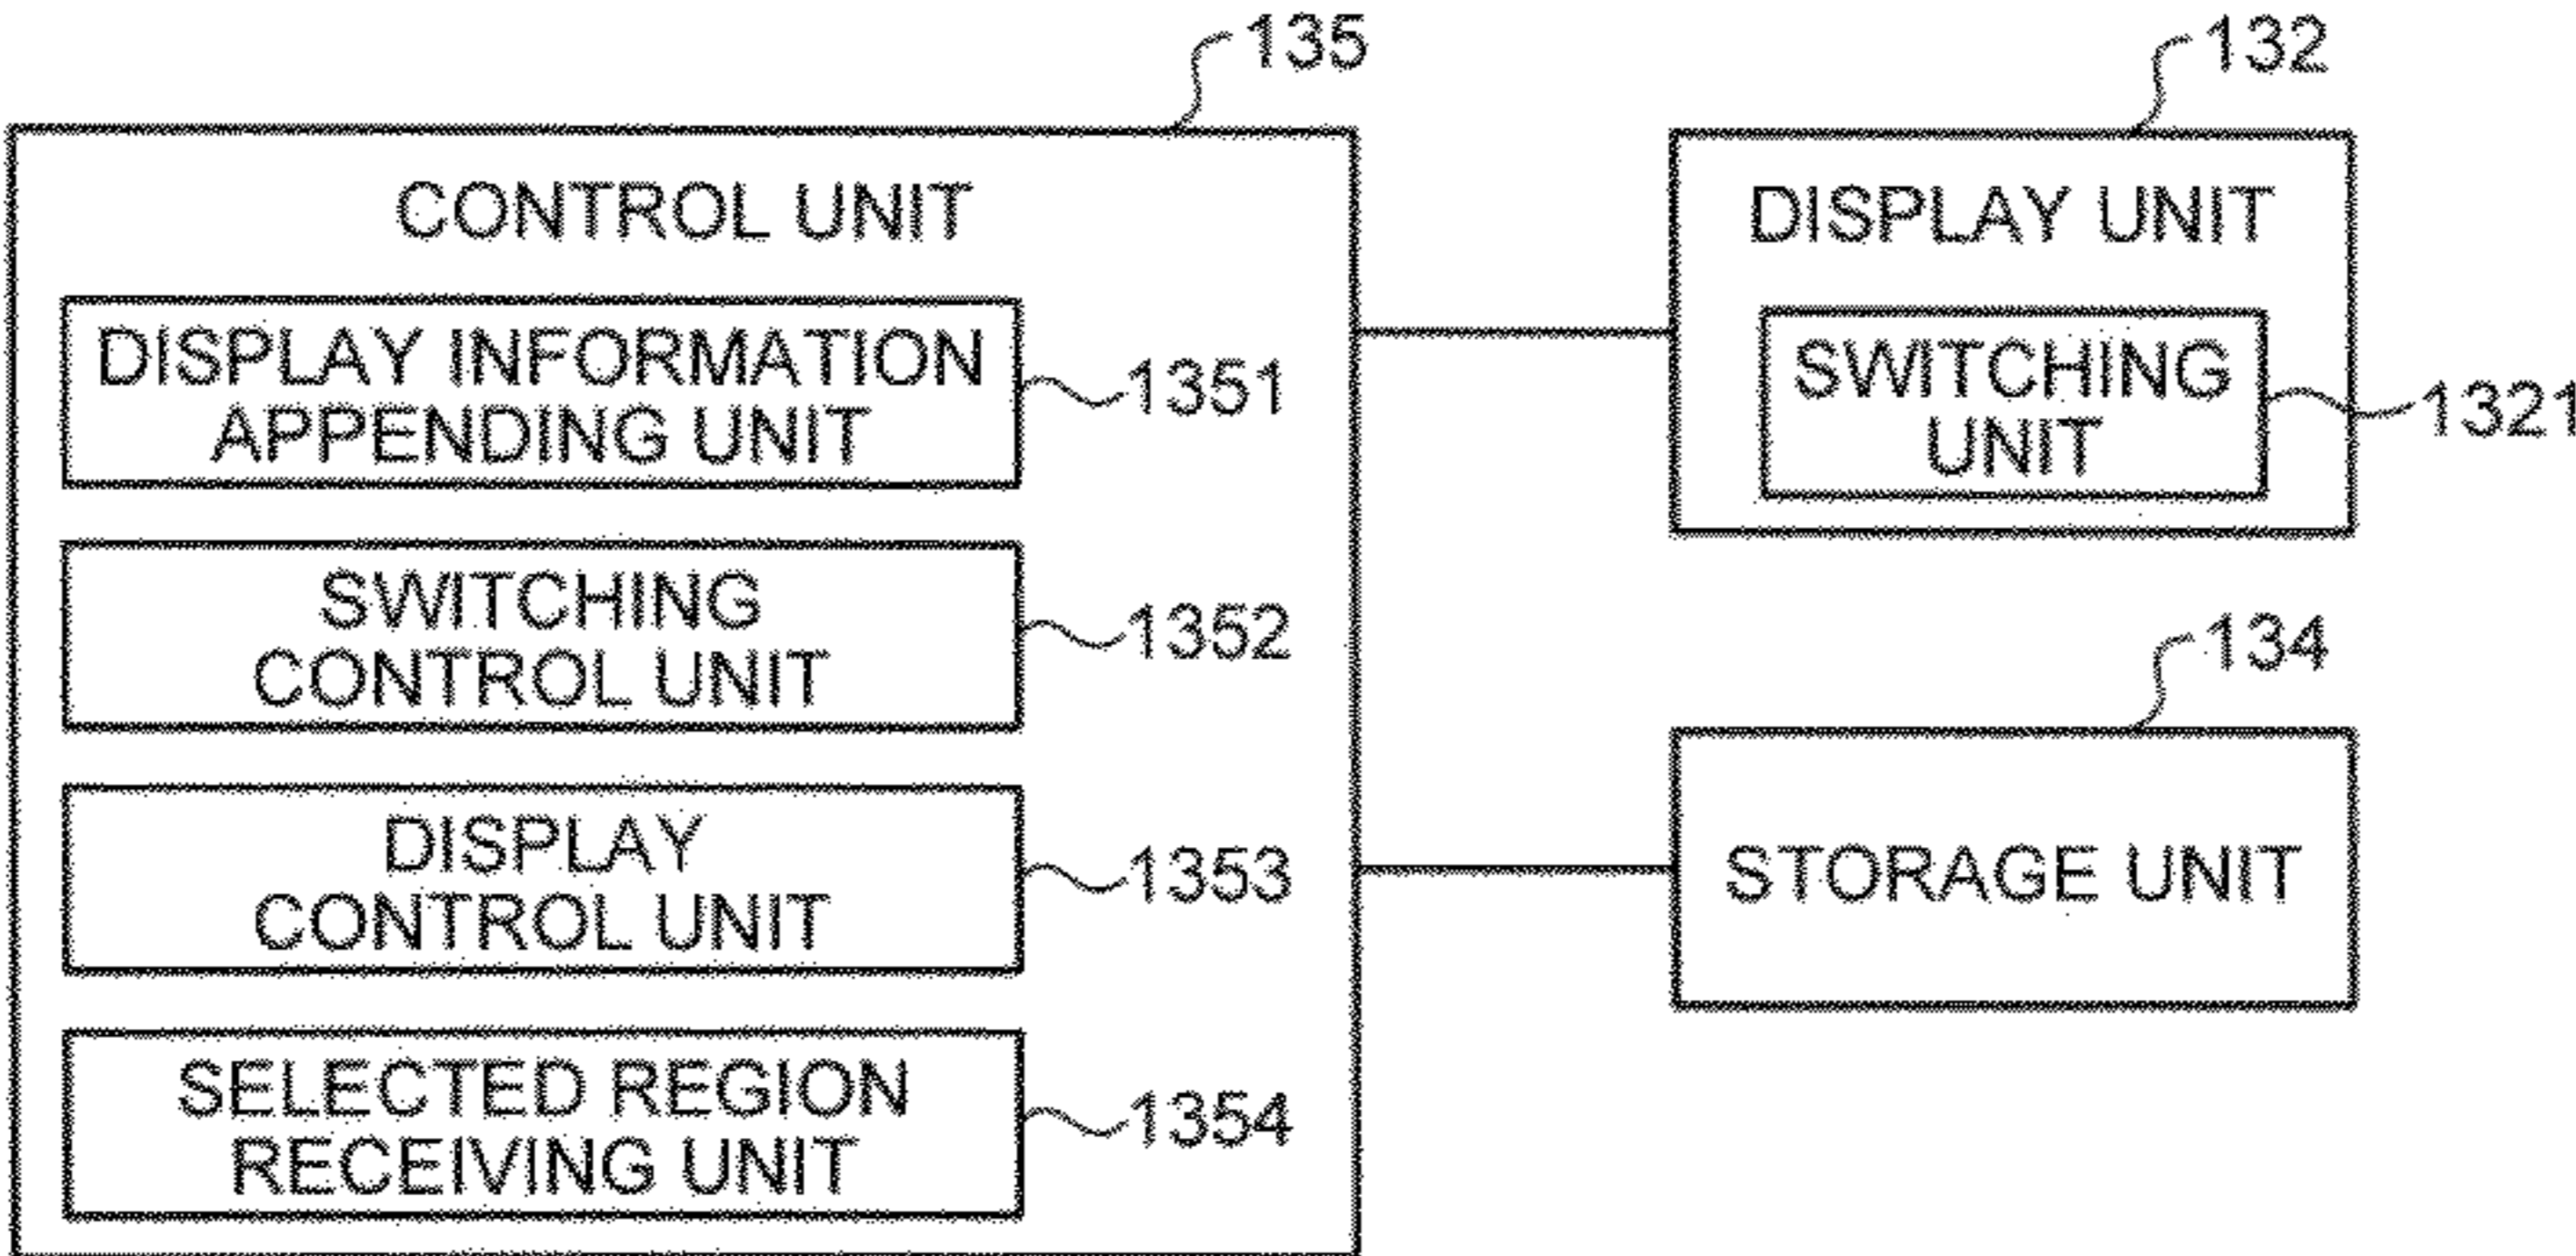 135
CONTROL UNIT
DISPLAY INFORMATION
APPENDING UNIT
1351
SWITCHING
CONTROL UNIT
1352
DISPLAY
CONTROL UNIT
1353
SELECTED REGION
RECEIVING UNIT
1354
132
DISPLAY UNIT
SWITCHING
UNIT
1321
134
STORAGE UNIT